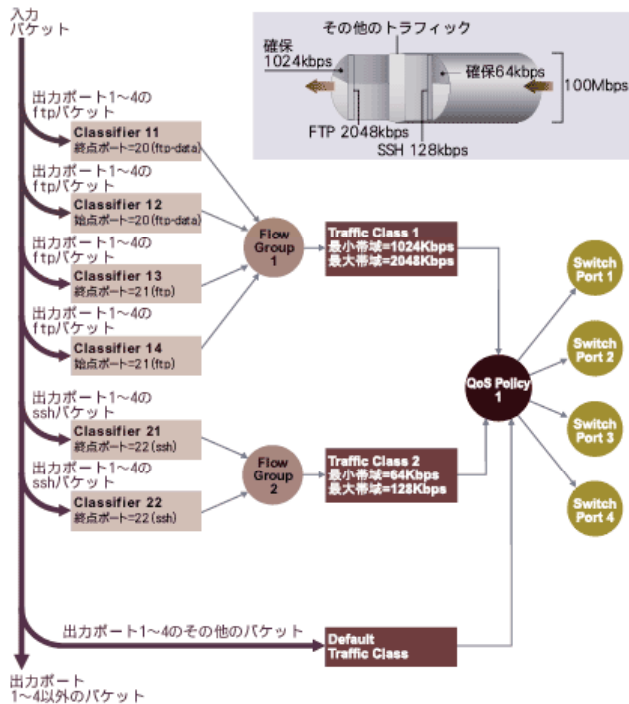 入力
パケット
その他のトラフィック
確保
1024kbps
確保64kbps
100Mbps
FTP 2048kbps
SSH 128kbps
出力ポート1〜4の
ftpパケット
Classifier 11
終点ポート=20(ftp-data)
出力ポート1〜4の
ftpパケット
Classifier 12
始点ポート=20(ftp-data)
出力ポート1〜4の
ftpパケット
Classifier 13
終点ポート=21(ftp)
出力ポート1〜4の
ftpパケット
Classifier 14
始点ポート=21(ftp)
Flow
Group
1
Traffic Class 1
最小帯域=1024Kbps
最大帯域=2048Kbps
出力ポート1〜4の
sshパケット
Classifier 21
終点ポート=22(ssh)
出力ポート1〜4の
sshパケット
Classifier 22
終点ポート=22(ssh)
Flow
Group
2
Traffic Class 2
最小帯域=64Kbps
最大帯域=128Kbps
QoS Policy
1
Switch
Port 1
Switch
Port 2
Switch
Port 3
Switch
Port 4
出力ポート1〜4のその他のパケット
Default
Traffic Class
出力ポート
1〜4以外のパケット